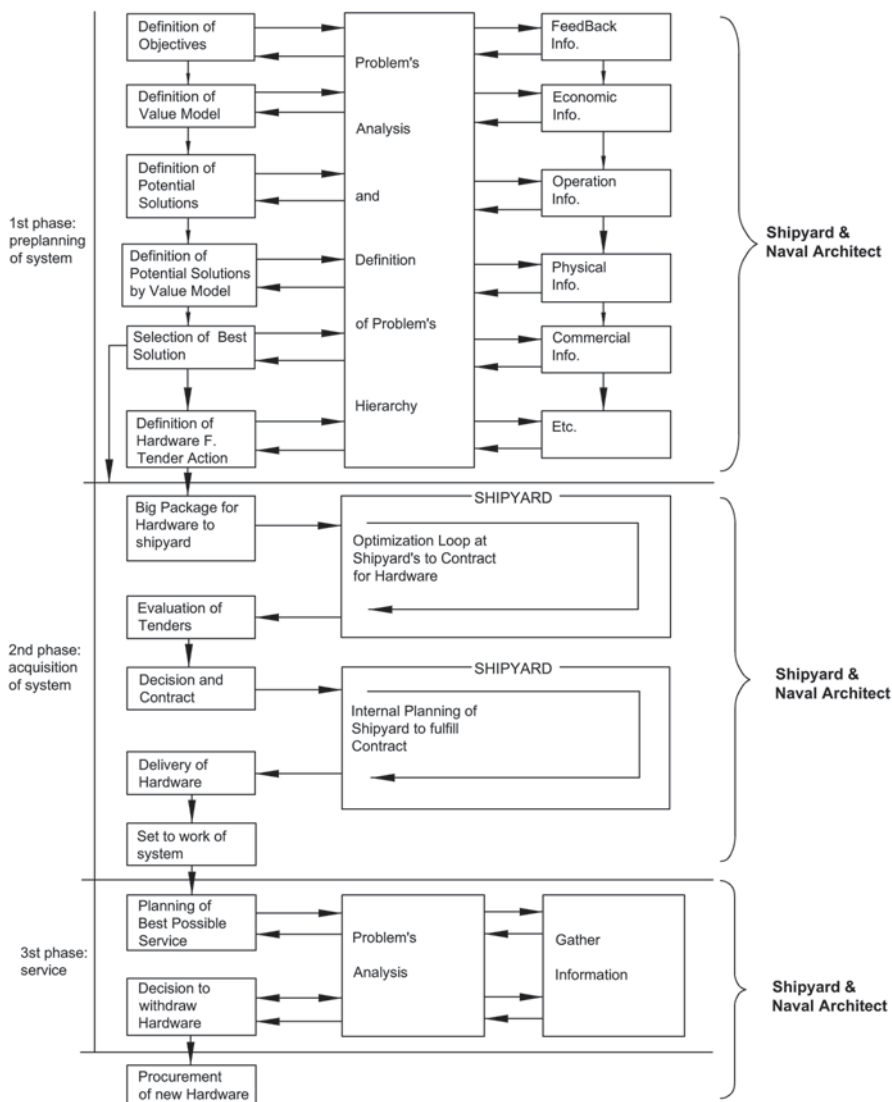 Definition of
Objectives
Definition of
Value Model
Definition of
Potential
Solutions
Definition of
Potential Solutions
by Value Model
Selection of Best
Solution
Definition of
Hardware F.
Tender Action
Problem's
Analysis
and
Definition
of Problem's
Hierarchy
FeedBack
Info.
Economic
Info.
Operation
Info.
Physical
Info.
Commercial
Info.
Etc.
1st phase:
preplanning
of system
Shipyard &
Naval Architect
Big Package for
Hardware to
shipyard
SHIPYARD
Optimization Loop at
Shipyard's to Contract
for Hardware
Evaluation of
Tenders
2nd phase:
acquisition
of system
Decision and
Contract
SHIPYARD
Internal Planning of
Shipyard to fulfill
Contract
Delivery of
Hardware
Set to work of
system
Shipyard &
Naval Architect
3st phase:
service
Planning of
Best Possible
Service
Decision to
withdraw
Hardware
Problem's
Analysis
Gather
Information
Shipyard &
Naval Architect
Procurement
of new Hardware